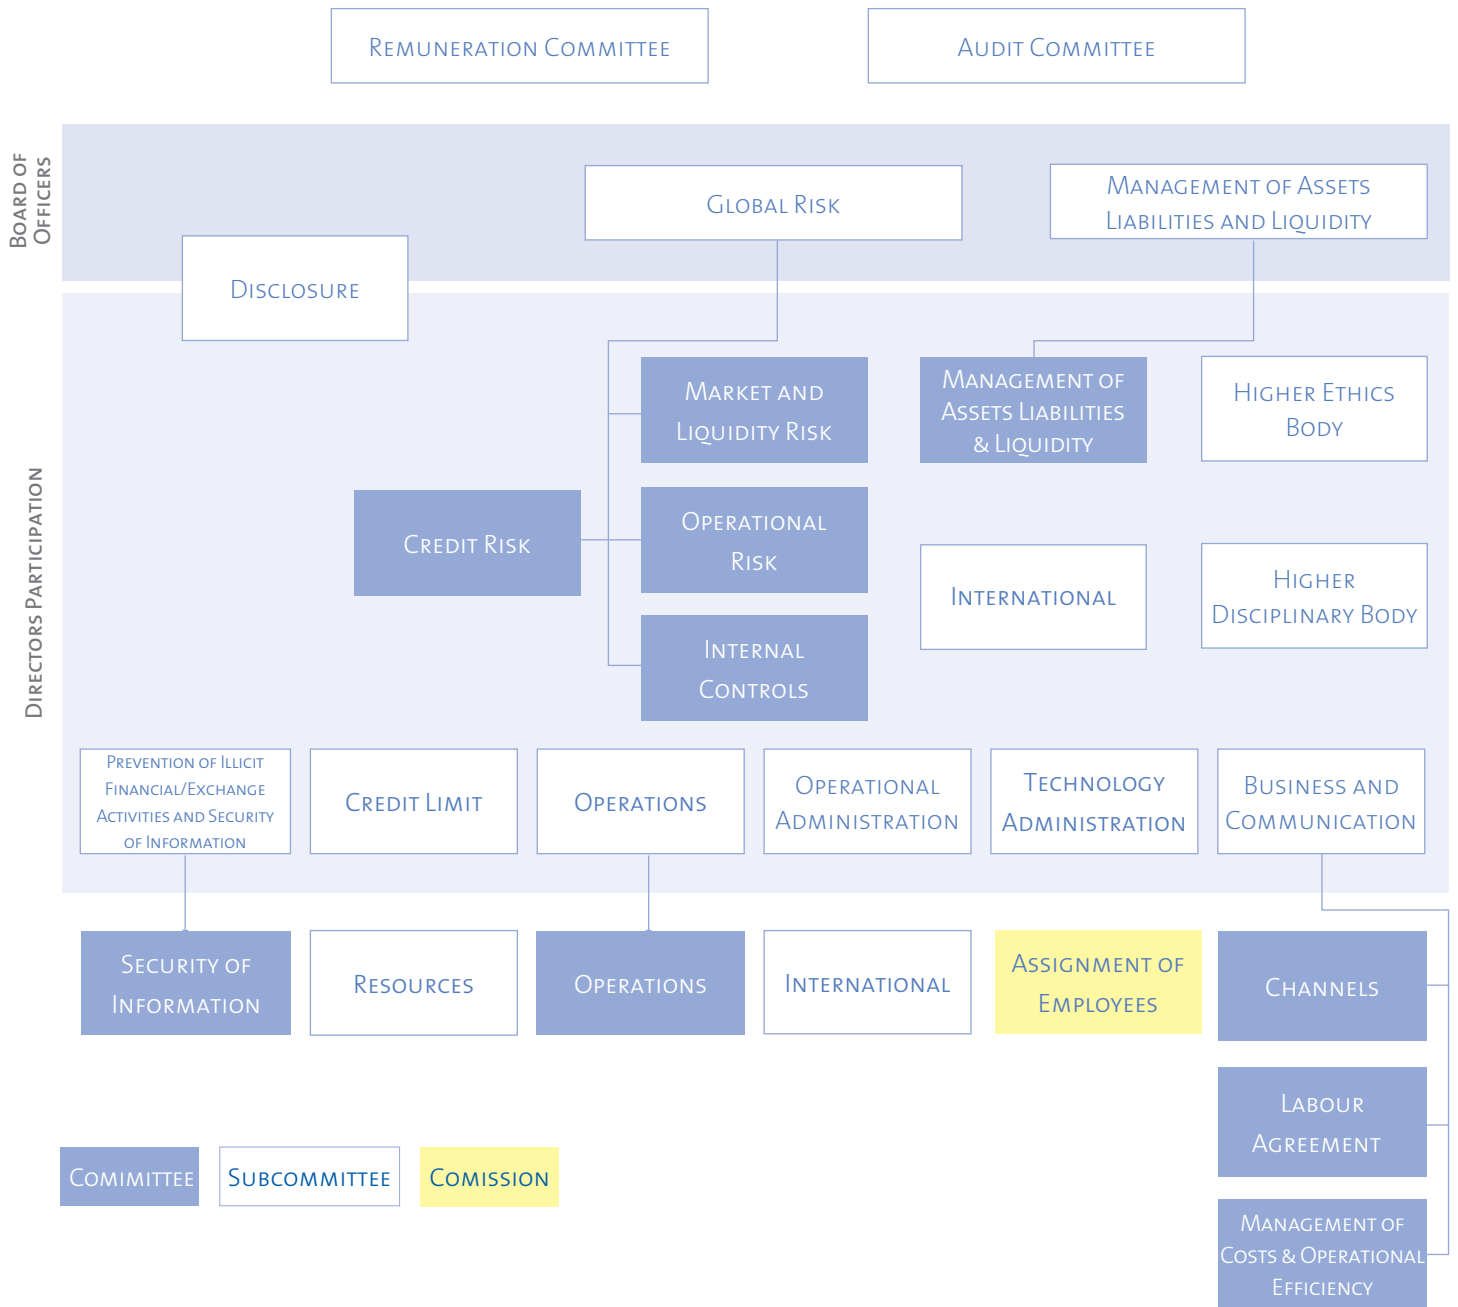 Remuneration Committee
Audit Committee
Board of
Officers
Global Risk
Management of Assets
Liabilities and Liquidity
Disclosure
Directors Participation
Market and
Liquidity Risk
Management of
Assets Liabilities
& Liquidity
Higher Ethics
Body
Credit Risk
Operational
Risk
International
Higher
Disciplinary Body
Internal
Controls
Prevention of Illicit
Financial/Exchange
Activities and Security
of Information
Credit Limit
Operations
Operational
Administration
Technology
Administration
Business and
Communication
Security of
Information
Resources
Operations
International
Assignment of
Employees
Channels
Labour
Agreement
Comimittee
Subcommittee
Comission
Management of
Costs & Operational
Efficiency